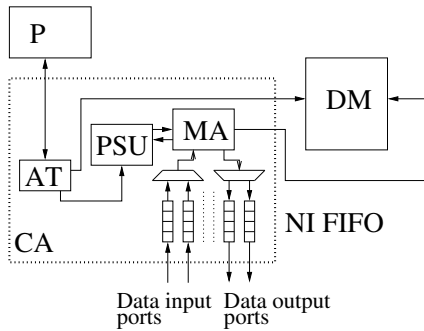 P
DM
MA
PSU
AT
NI FIFO
CA
Data input
ports
Data output
ports